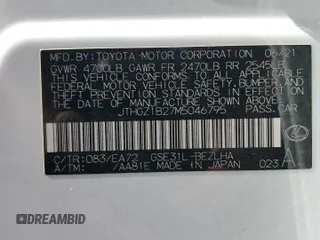 MFD.BY:TOYOTA MOTOR CORPORATION 06/21
GVWR 4700LB GAWR FR 2470LB RR 2545LB
THIS VEHICLE CONFORMS TO ALL APPLICABLE
FEDERAL MOTOR VEHICLE SAFETY, BUMPER, AND
THEFT PREVENTION STANDARDS IN EFFECT ON
THE DATE OF MANUFACTURE SHOWN ABOVE.
JTHGZ1B27M5046795 PASS.CAR
C/TR:083/EA72 GSE31L-BEZLHA
A/TM: /AA81E MADE IN JAPAN 023
A
DASHBOARD BIDDING